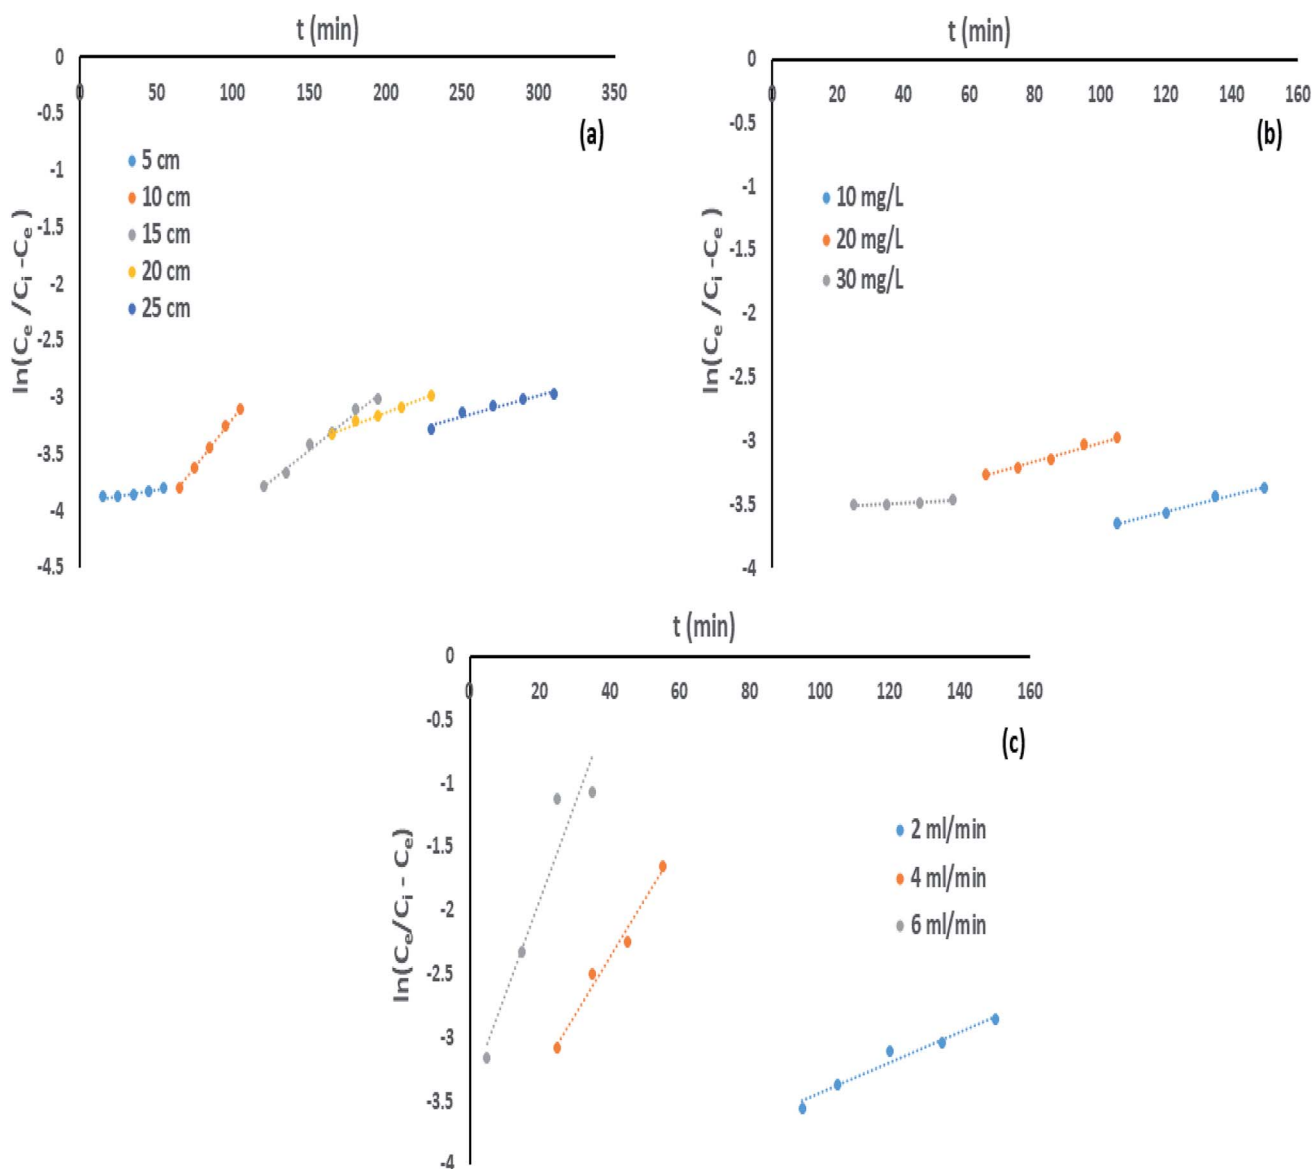 t (min)
0
0 50 100 150 200 250 300 350
-0.5
(a)
-1
-1.5
-2
-2.5
-3
-3.5
-4
-4.5
ln(Cₑ /Cᵢ -Cₑ )
5 cm
10 cm
15 cm
20 cm
25 cm
t (min)
0
0 20 40 60 80 100 120 140 160
-0.5
(b)
-1
-1.5
-2
-2.5
-3
-3.5
-4
ln(Cₑ /Cᵢ -Cₑ )
10 mg/L
20 mg/L
30 mg/L
t (min)
0
0 20 40 60 80 100 120 140 160
-0.5
(c)
-1
-1.5
-2
-2.5
-3
-3.5
-4
ln(Cₑ/Cᵢ - Cₑ)
2 ml/min
4 ml/min
6 ml/min